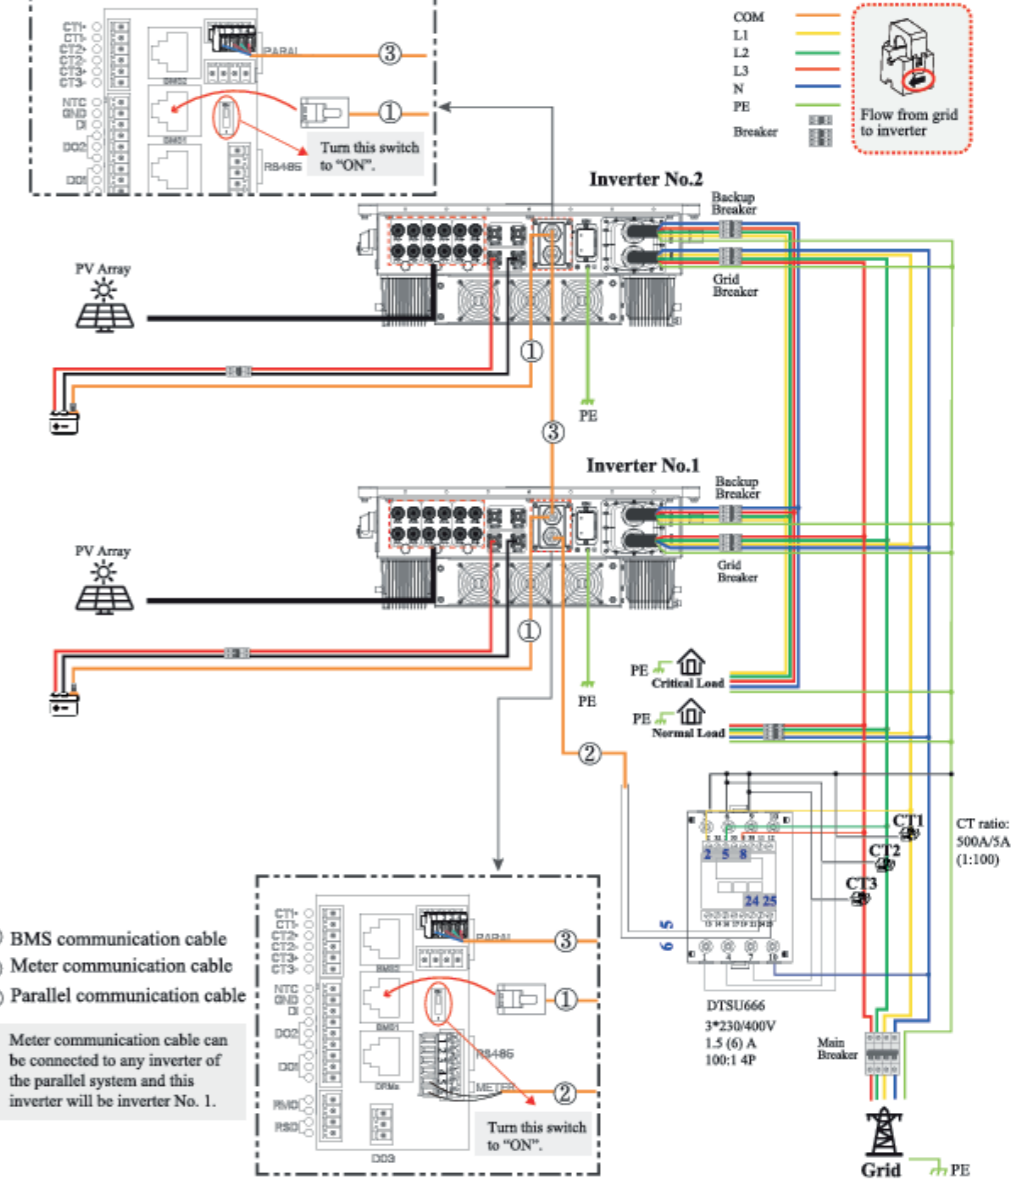 CT1+
CT1-
CT2+
CT2-
CT3+
CT3-
NTC
GND
DI
DO2
DO1
BMS2
BMS1
PARAL
RS485
③
①
Turn this switch
to “ON”.
COM
L1
L2
L3
N
PE
Breaker
Flow from grid
to inverter
Inverter No.2
Backup
Breaker
Grid
Breaker
PV Array
①
PE
③
Inverter No.1
Backup
Breaker
Grid
Breaker
PV Array
①
PE
PE
Critical Load
PE
Normal Load
②
CT1
CT2
CT3
CT ratio:
500A/5A
(1:100)
2 5 8
24 25
5
6
DTSU666
3*230/400V
1.5 (6) A
100:1 4P
Main
Breaker
Grid
PE
CT1+
CT1-
CT2+
CT2-
CT3+
CT3-
NTC
GND
DI
DO2
DO1
RMO
RSD
BMS2
BMS1
DRMs
DO3
PARAL
RS485
METER
③
①
②
Turn this switch
to “ON”.
BMS communication cable
Meter communication cable
Parallel communication cable
Meter communication cable can
be connected to any inverter of
the parallel system and this
inverter will be inverter No. 1.